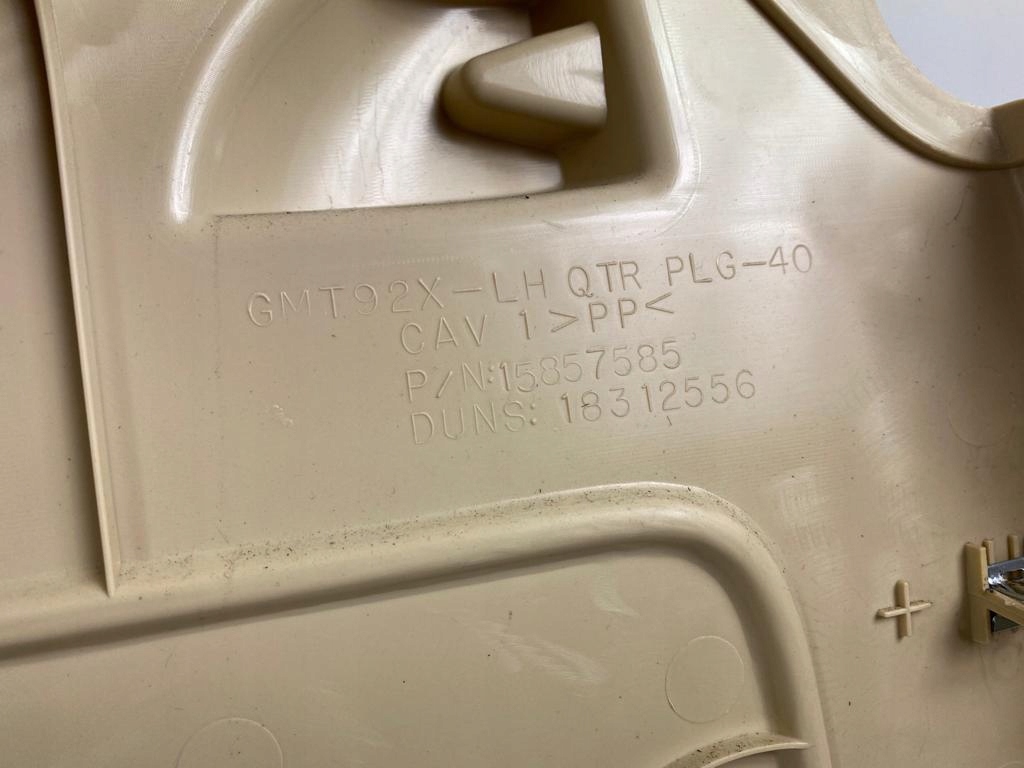 GMT92X-LH QTR PLG-40
CAV 1 >PP<
P/N:15857585
DUNS: 18312556